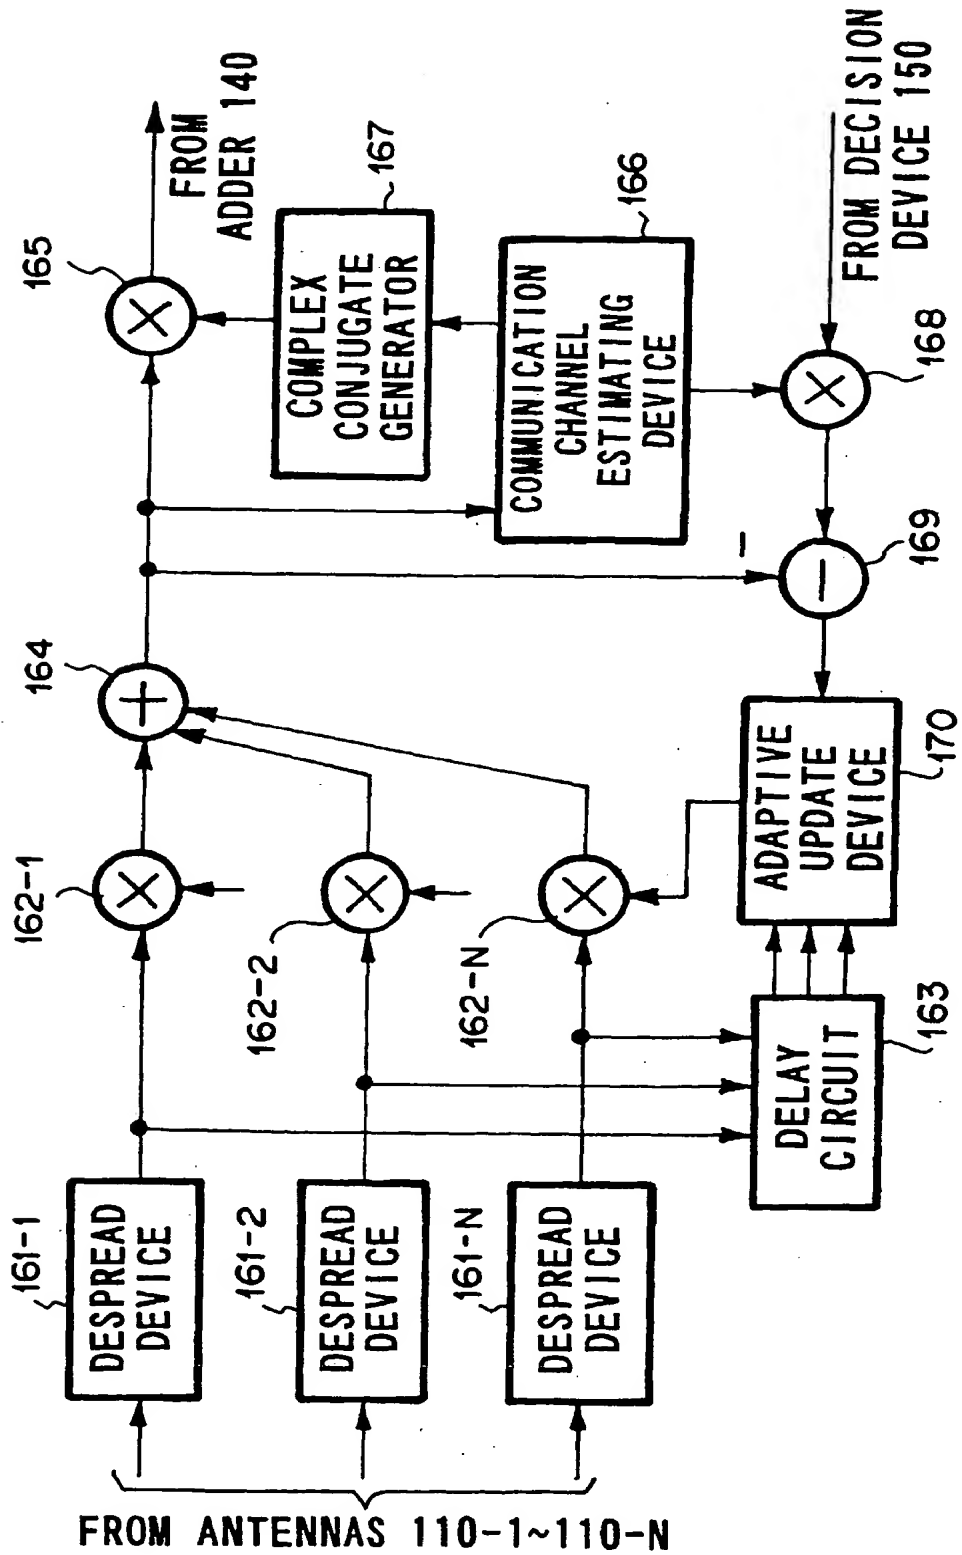 FROM ANTENNAS 110-1~110-N
161-1
DESPREAD
DEVICE
161-2
DESPREAD
DEVICE
161-N
DESPREAD
DEVICE
162-1
162-2
162-N
DELAY
CIRCUIT
163
164
ADAPTIVE
UPDATE
DEVICE
170
165
FROM
ADDER 140
COMPLEX
CONJUGATE
GENERATOR
167
COMMUNICATION
CHANNEL
ESTIMATING
DEVICE
166
169
168
FROM DECISION
DEVICE 150